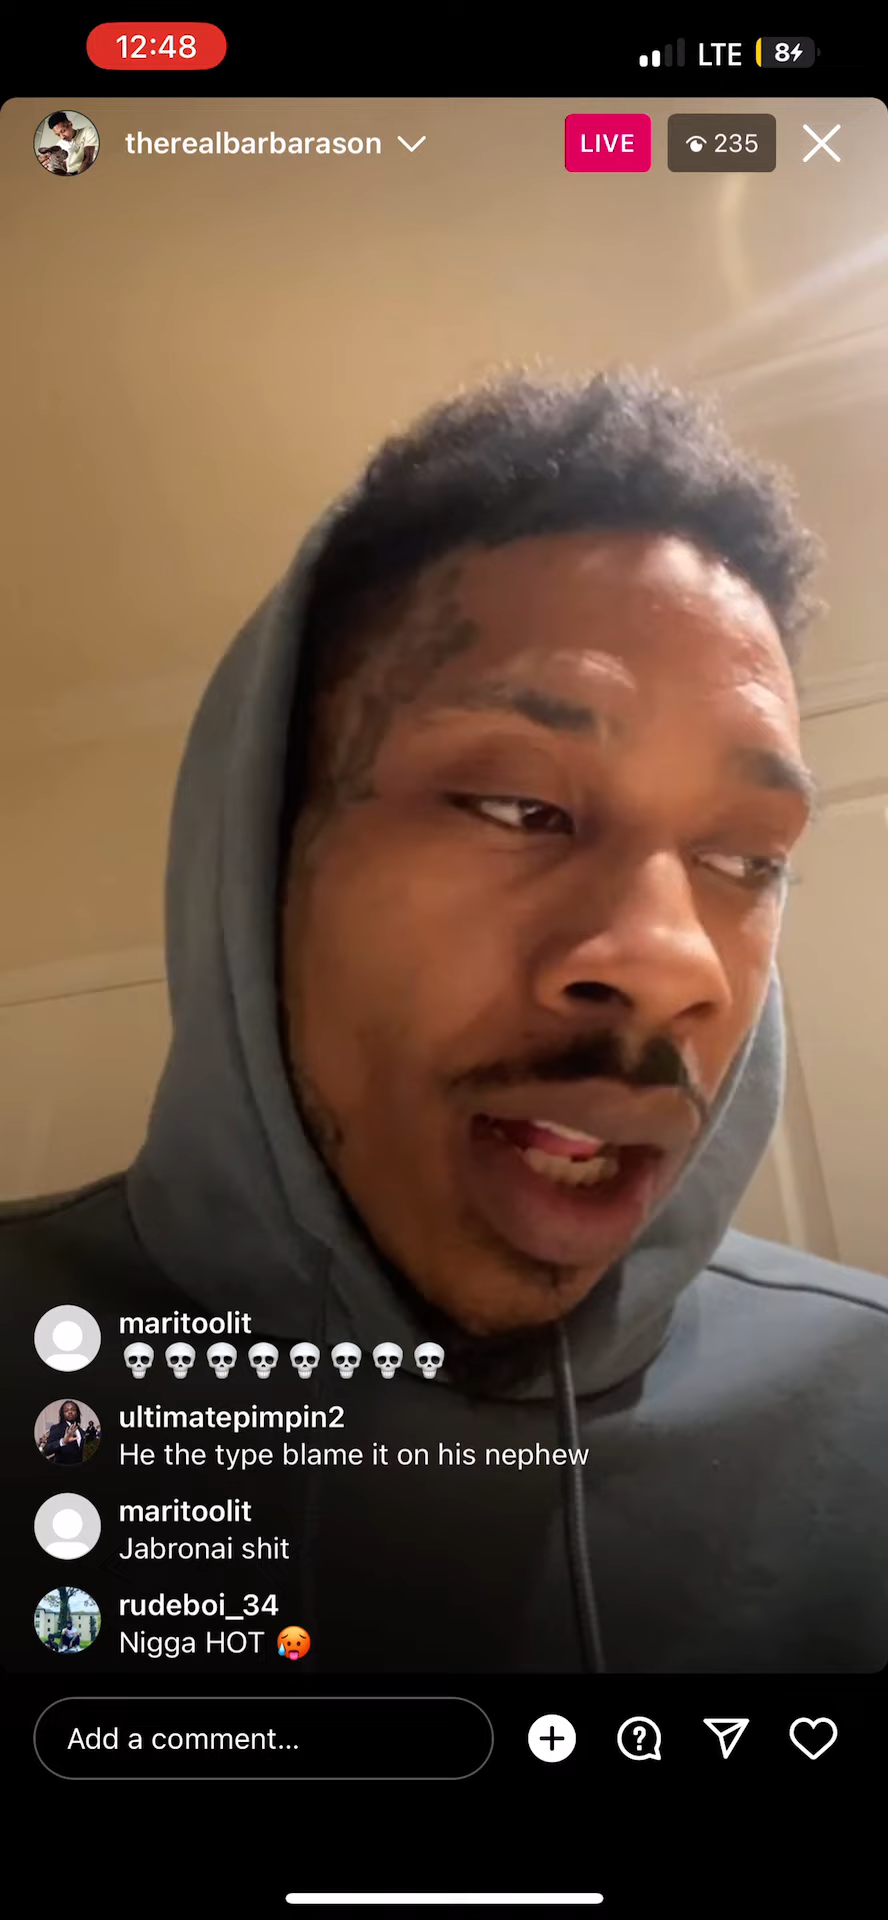 12:48
LTE
8
therealbarbarason
LIVE
235
maritoolit
💀💀💀💀💀💀💀💀
ultimatepimpin2
He the type blame it on his nephew
maritoolit
Jabronai shit
rudeboi_34
Nigga HOT 🥵
Add a comment...